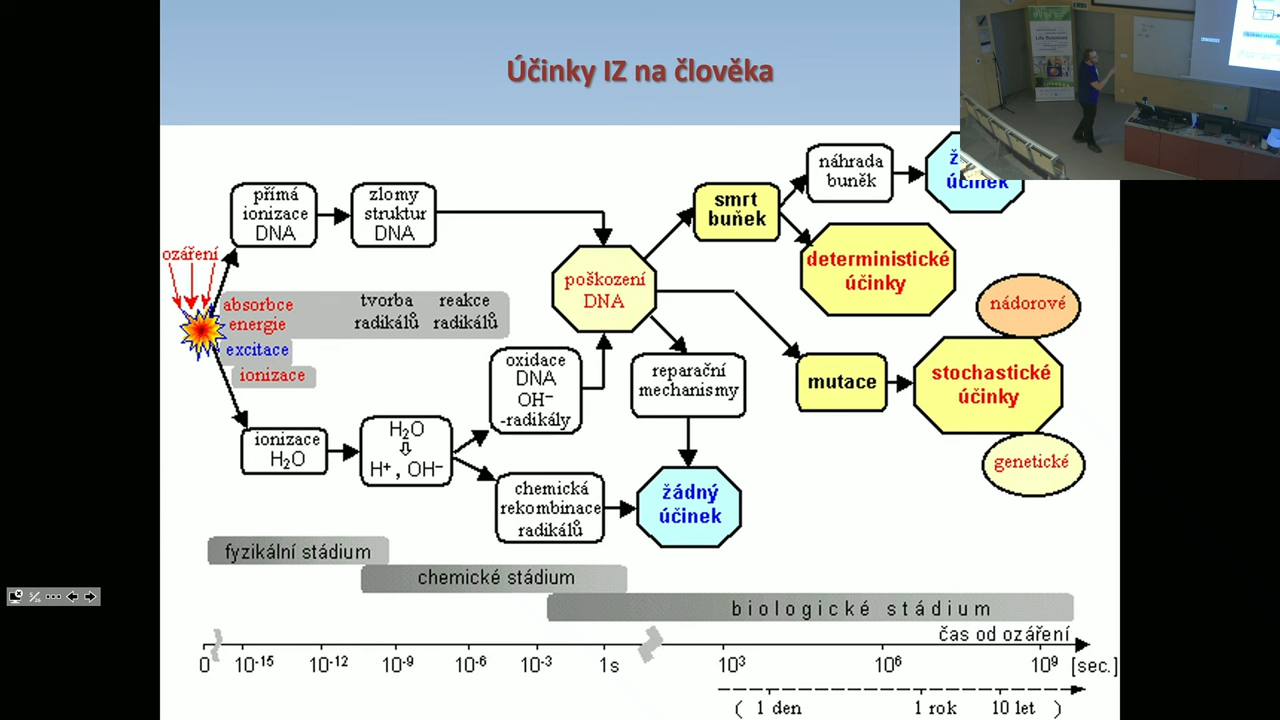 Účinky IZ na člověka
přímá
ionizace
DNA
zlomy
struktur
DNA
ozáření
absorbce
energie
excitace
ionizace
tvorba
radikálů
reakce
radikálů
ionizace
H₂O
H₂O
⇩
H⁺, OH⁻
oxidace
DNA
OH⁻
-radikály
chemická
rekombinace
radikálů
poškození
DNA
reparační
mechanismy
žádný
účinek
smrt
buňek
náhrada
buněk
účinek
deterministické
účinky
mutace
stochastické
účinky
nádorové
genetické
fyzikální stádium
chemické stádium
biologické stádium
čas od ozáření
0 10⁻¹⁵ 10⁻¹² 10⁻⁹ 10⁻⁶ 10⁻³ 1s 10³ 10⁶ 10⁹ [sec.]
( 1 den 1 rok 10 let )